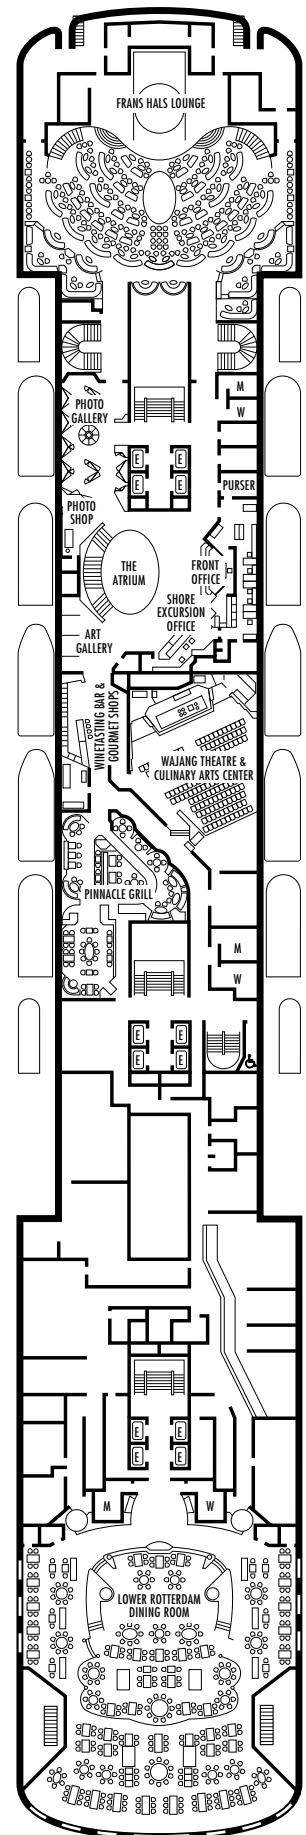 FRANS HALS LOUNGE
M
W
PHOTO
GALLERY
E
E
E
E
PURSER
PHOTO
SHOP
THE
ATRIUM
FRONT
OFFICE
SHORE
EXCURSION
OFFICE
ART
GALLERY
WINETASTING BAR &
GOURMET SHOPS
WAJANG THEATRE &
CULINARY ARTS CENTER
PINNACLE GRILL
M
W
E
E
E
E
E
E
E
E
M
W
LOWER ROTTERDAM
DINING ROOM